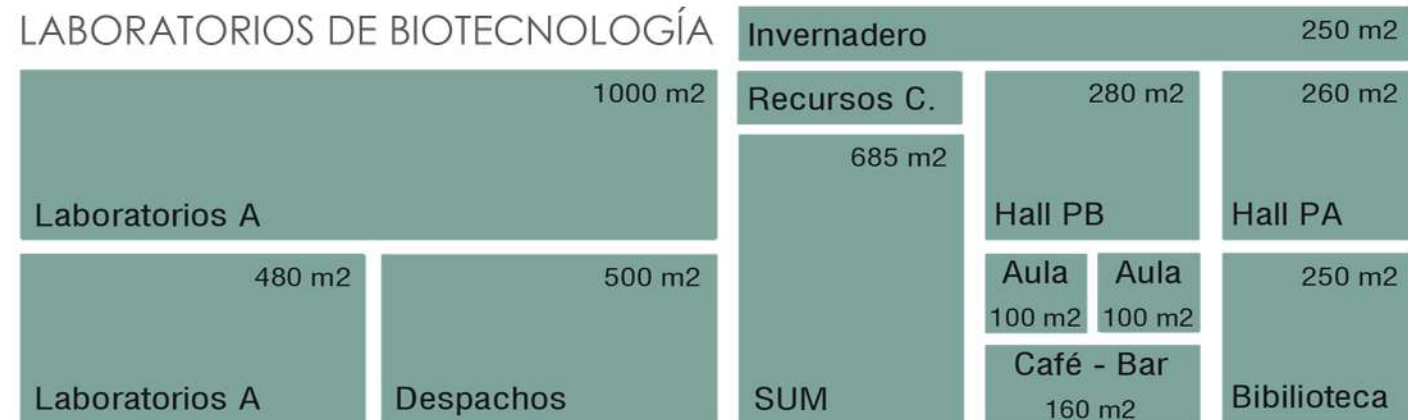 LABORATORIOS DE BIOTECNOLOGÍA
Invernadero 250 m2
1000 m2
Laboratorios A
Recursos C.
280 m2
Hall PB
260 m2
Hall PA
685 m2
SUM
480 m2
Laboratorios A
500 m2
Despachos
Aula
100 m2
Aula
100 m2
Café - Bar
160 m2
250 m2
Bibilioteca